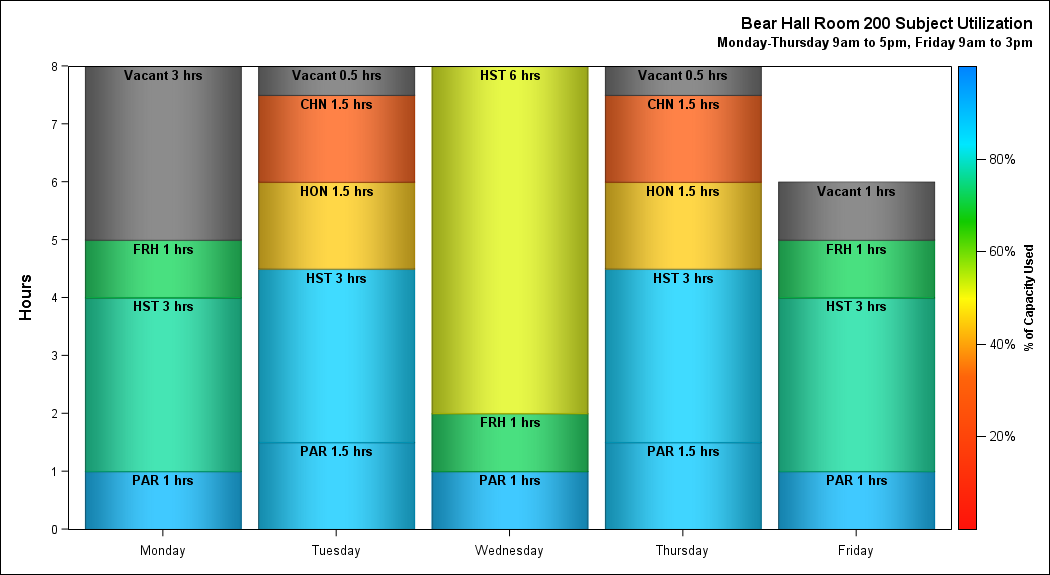 Bear Hall Room 200 Subject Utilization
Monday-Thursday 9am to 5pm, Friday 9am to 3pm
Hours
8
7
6
5
4
3
2
1
0
Vacant 3 hrs
FRH 1 hrs
HST 3 hrs
PAR 1 hrs
Vacant 0.5 hrs
CHN 1.5 hrs
HON 1.5 hrs
HST 3 hrs
PAR 1.5 hrs
HST 6 hrs
FRH 1 hrs
PAR 1 hrs
Vacant 0.5 hrs
CHN 1.5 hrs
HON 1.5 hrs
HST 3 hrs
PAR 1.5 hrs
Vacant 1 hrs
FRH 1 hrs
HST 3 hrs
PAR 1 hrs
Monday
Tuesday
Wednesday
Thursday
Friday
80%
60%
40%
20%
% of Capacity Used